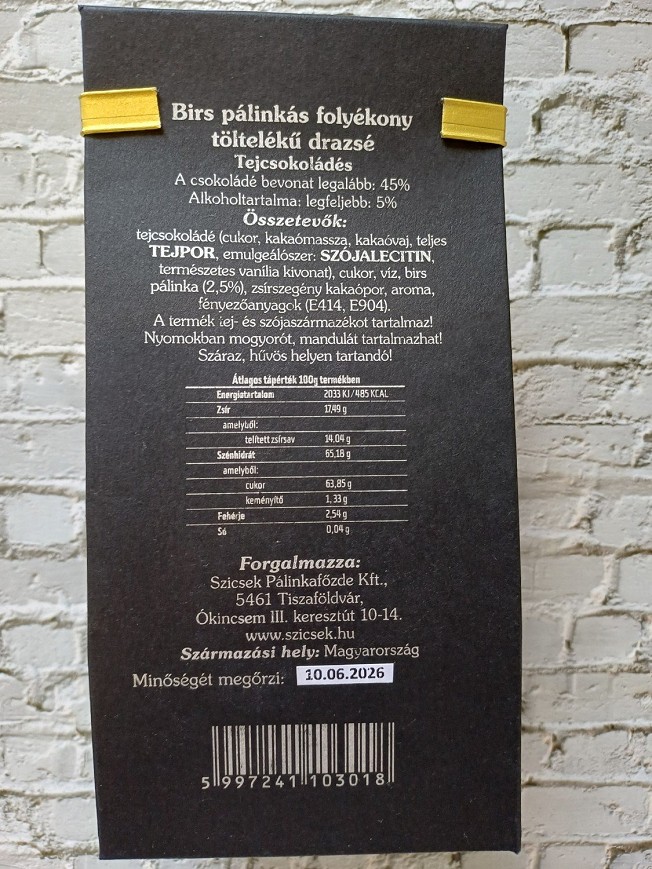 Birs pálinkás folyékony
töltelékű drazsé
Tejcsokoládés
A csokoládé bevonat legalább: 45%
Alkoholtartalma: legfeljebb: 5%
Összetevők:
tejcsokoládé (cukor, kakaómassza, kakaóvaj, teljes
TEJPOR, emulgeálószer: SZÓJALECITIN,
természetes vanília kivonat), cukor, víz, birs
pálinka (2,5%), zsírszegény kakaópor, aroma,
fényezőanyagok (E414, E904).
A termék tej- és szójaszármazékot tartalmaz!
Nyomokban mogyorót, mandulát tartalmazhat!
Száraz, hűvös helyen tartandó!
Átlagos tápérték 100g termékben
Energiatartalom 2033 KJ/485 KCAL
Zsír 17,49 g
amelyből:
telített zsírsav 14,04 g
Szénhidrát 65,18 g
amelyből:
cukor 63,85 g
keményítő 1,33 g
Fehérje 2,54 g
Só 0,04 g
Forgalmazza:
Szicsek Pálinkafőzde Kft.,
5461 Tiszaföldvár,
Ókincsem III. keresztút 10-14.
www.szicsek.hu
Származási hely: Magyarország
Minőségét megőrzi: 10.06.2026
5 997241 103018